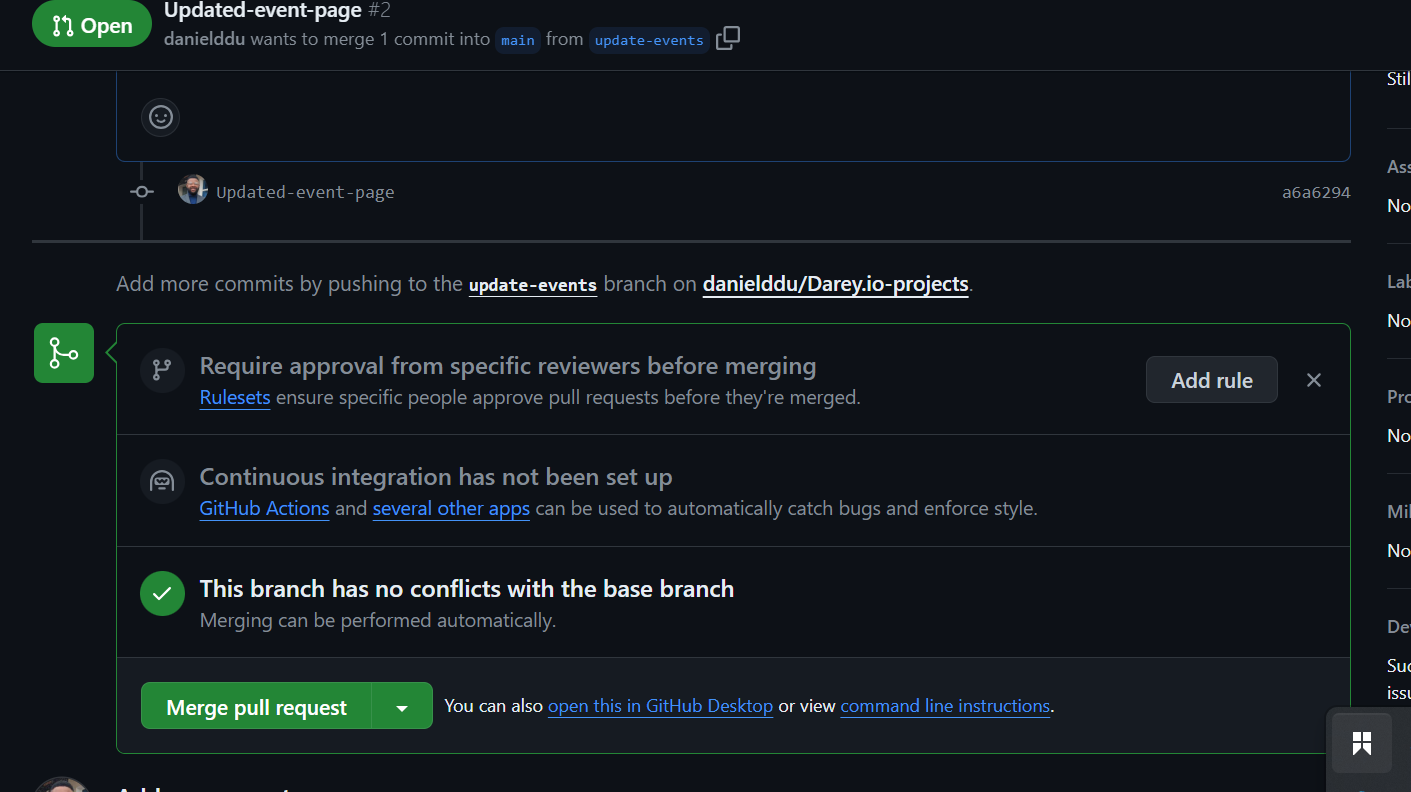 Open
Updated-event-page #2
danielddu wants to merge 1 commit into main from update-events
Updated-event-page
a6a6294
Add more commits by pushing to the update-events branch on danielddu/Darey.io-projects.
Require approval from specific reviewers before merging
Rulesets ensure specific people approve pull requests before they're merged.
Add rule
Continuous integration has not been set up
GitHub Actions and several other apps can be used to automatically catch bugs and enforce style.
This branch has no conflicts with the base branch
Merging can be performed automatically.
Merge pull request
You can also open this in GitHub Desktop or view command line instructions.
Stil
Ass
No
Lab
No
Pro
No
Mil
No
Dev
Suc
issu